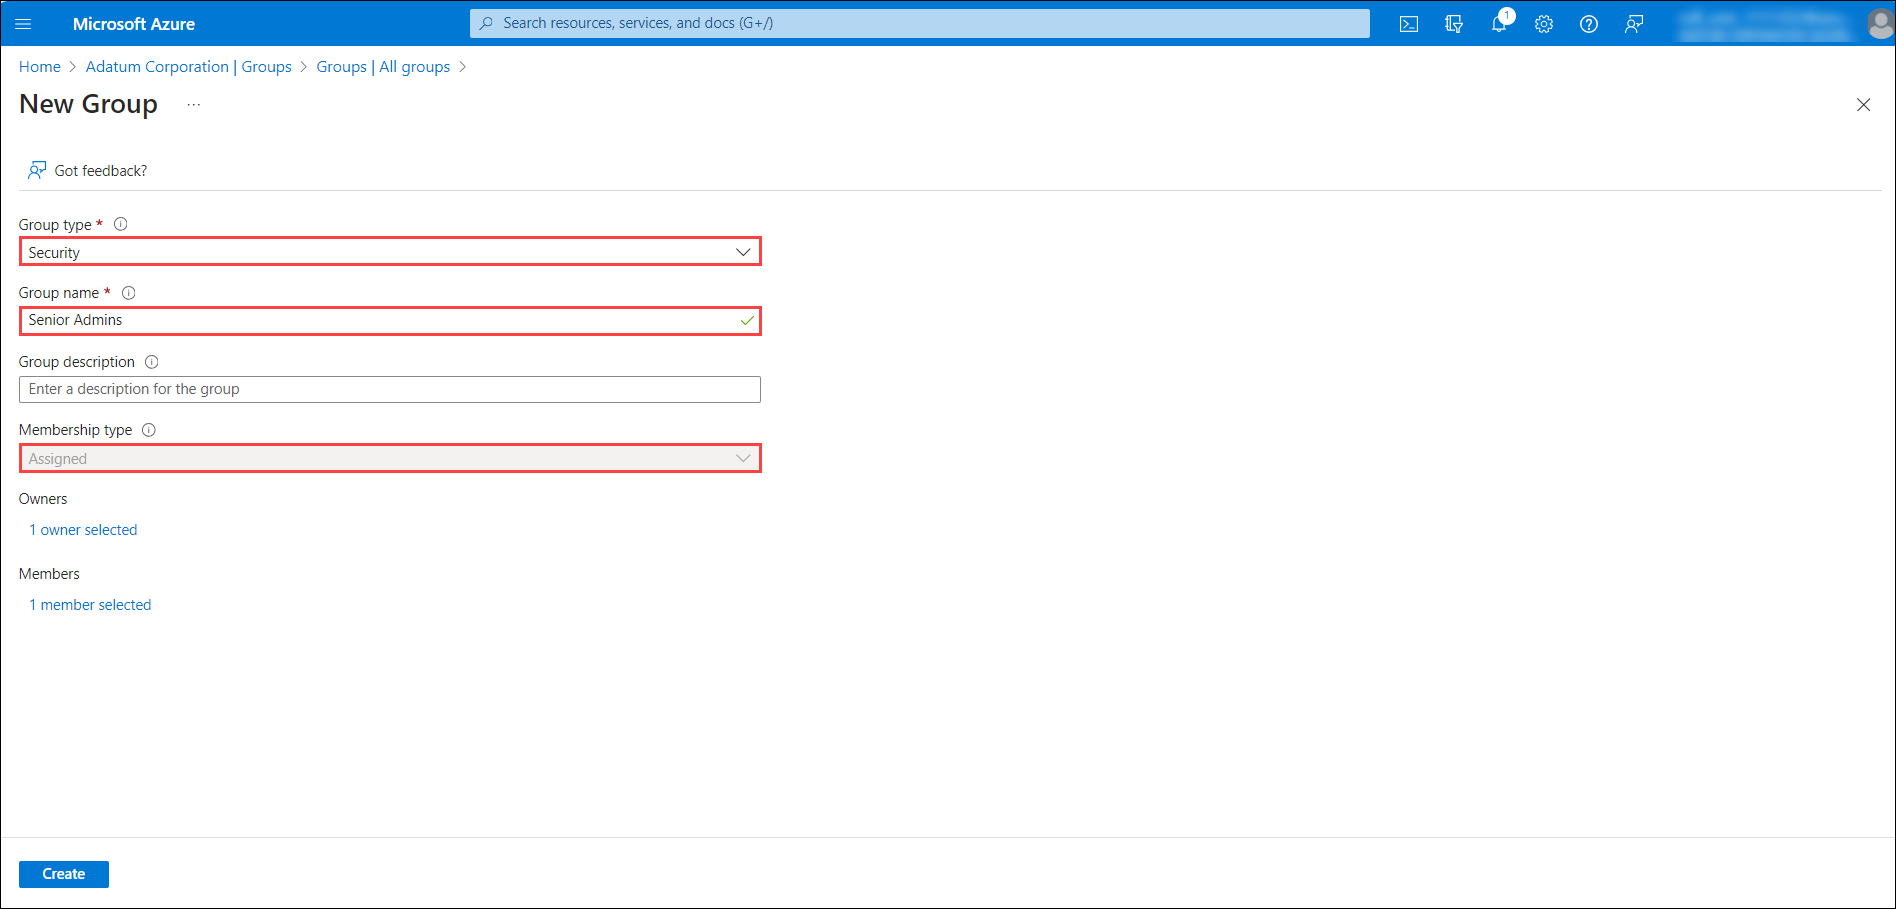 Microsoft Azure
Search resources, services, and docs (G+/)
1
Home > Adatum Corporation | Groups > Groups | All groups >
New Group ...
Got feedback?
Group type *
Security
Group name *
Senior Admins
Group description
Enter a description for the group
Membership type
Assigned
Owners
1 owner selected
Members
1 member selected
Create